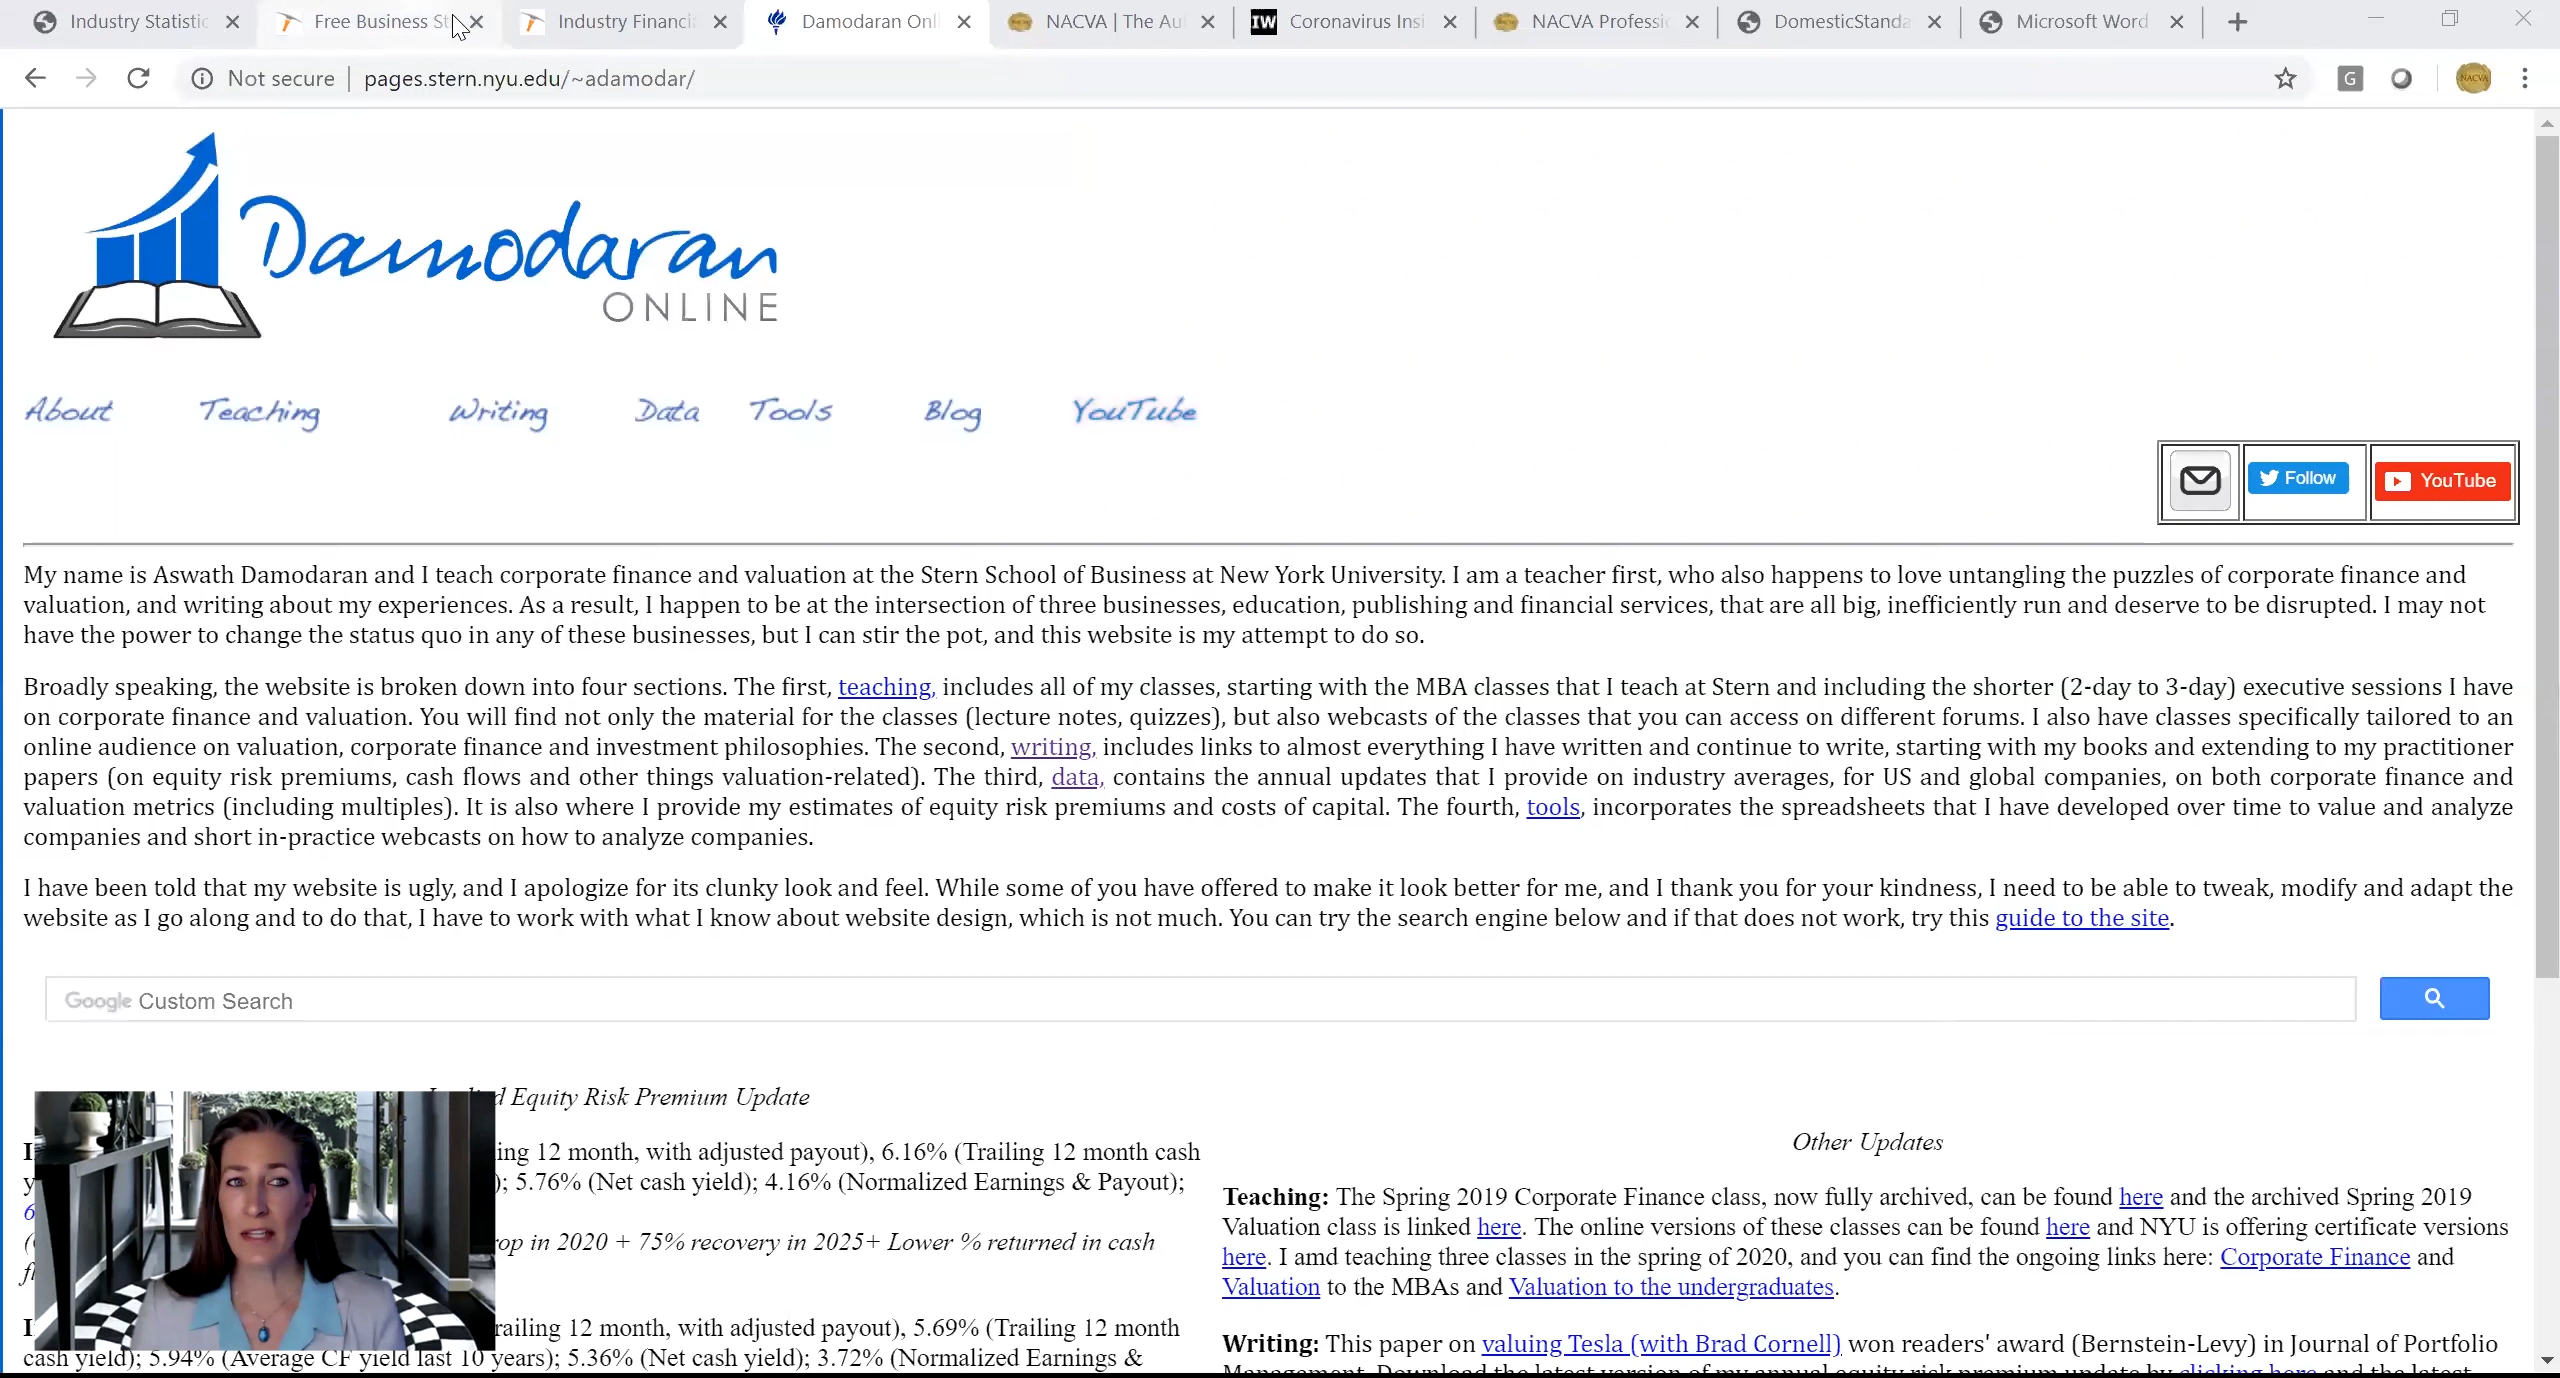 Industry Statistic
Free Business St
Industry Financi
Damodaran Onli
NACVA | The Au
IW
Coronavirus Insi
NACVA Professi
DomesticStanda
Microsoft Word
Not secure
pages.stern.nyu.edu/~adamodar/
G
NACVA
Damodaran
ONLINE
About Teaching Writing Data Tools Blog YouTube
Follow
YouTube
My name is Aswath Damodaran and I teach corporate finance and valuation at the Stern School of Business at New York University. I am a teacher first, who also happens to love untangling the puzzles of corporate finance and
valuation, and writing about my experiences. As a result, I happen to be at the intersection of three businesses, education, publishing and financial services, that are all big, inefficiently run and deserve to be disrupted. I may not
have the power to change the status quo in any of these businesses, but I can stir the pot, and this website is my attempt to do so.
Broadly speaking, the website is broken down into four sections. The first, teaching, includes all of my classes, starting with the MBA classes that I teach at Stern and including the shorter (2-day to 3-day) executive sessions I have
on corporate finance and valuation. You will find not only the material for the classes (lecture notes, quizzes), but also webcasts of the classes that you can access on different forums. I also have classes specifically tailored to an
online audience on valuation, corporate finance and investment philosophies. The second, writing, includes links to almost everything I have written and continue to write, starting with my books and extending to my practitioner
papers (on equity risk premiums, cash flows and other things valuation-related). The third, data, contains the annual updates that I provide on industry averages, for US and global companies, on both corporate finance and
valuation metrics (including multiples). It is also where I provide my estimates of equity risk premiums and costs of capital. The fourth, tools, incorporates the spreadsheets that I have developed over time to value and analyze
companies and short in-practice webcasts on how to analyze companies.
I have been told that my website is ugly, and I apologize for its clunky look and feel. While some of you have offered to make it look better for me, and I thank you for your kindness, I need to be able to tweak, modify and adapt the
website as I go along and to do that, I have to work with what I know about website design, which is not much. You can try the search engine below and if that does not work, try this guide to the site.
Google Custom Search
Equity Risk Premium Update
ing 12 month, with adjusted payout), 6.16% (Trailing 12 month cash
); 5.76% (Net cash yield); 4.16% (Normalized Earnings & Payout);
6
rop in 2020 + 75% recovery in 2025+ Lower % returned in cash
railing 12 month, with adjusted payout), 5.69% (Trailing 12 month
cash yield); 5.94% (Average CF yield last 10 years); 5.36% (Net cash yield); 3.72% (Normalized Earnings &
Other Updates
Teaching: The Spring 2019 Corporate Finance class, now fully archived, can be found here and the archived Spring 2019
Valuation class is linked here. The online versions of these classes can be found here and NYU is offering certificate versions
here. I amd teaching three classes in the spring of 2020, and you can find the ongoing links here: Corporate Finance and
Valuation to the MBAs and Valuation to the undergraduates.
Writing: This paper on valuing Tesla (with Brad Cornell) won readers' award (Bernstein-Levy) in Journal of Portfolio
Management. Download the latest version of my annual equity risk premium update by clicking here and the latest